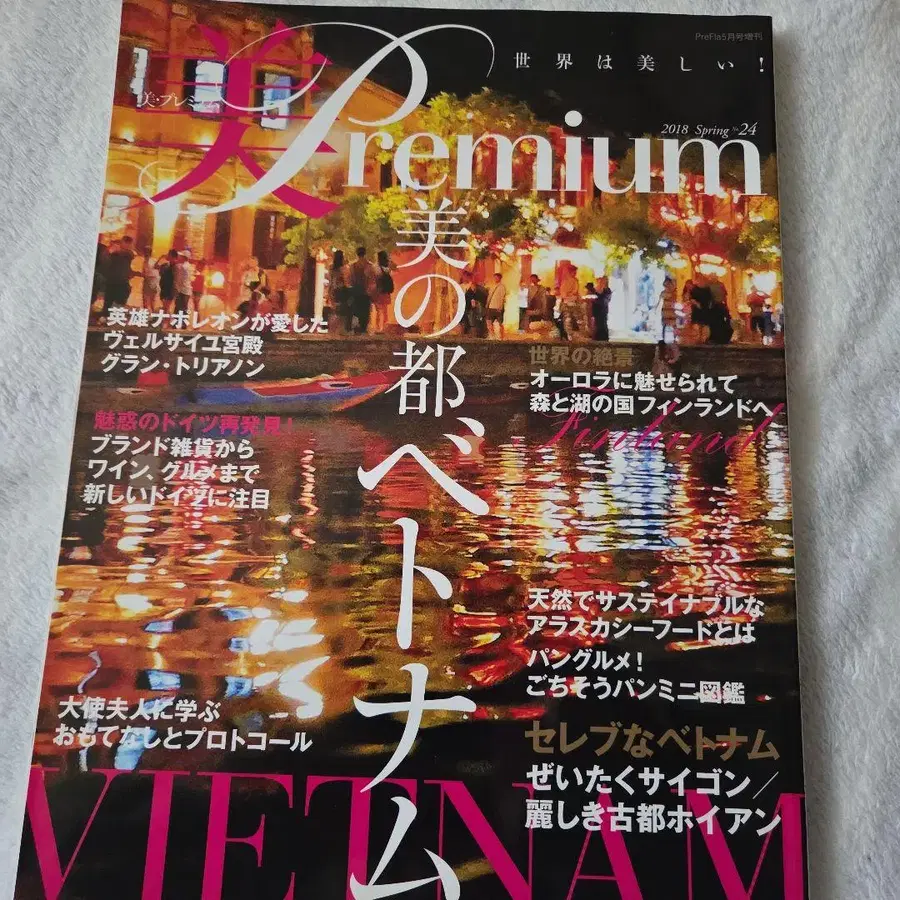 PreFla5月号増刊
世界は美しい!
美・プレミアム
美Premium
2018 Spring No.24
美の都ベトナム
英雄ナポレオンが愛した
ヴェルサイユ宮殿
グラン・トリアノン
世界の絶景
オーロラに魅せられて
森と湖の国フィンランドへ
Finland
魅惑のドイツ再発見!
ブランド雑貨から
ワイン、グルメまで
新しいドイツに注目
天然でサステイナブルな
アラスカシーフードとは
パングルメ!
ごちそうパンミニ図鑑
大使夫人に学ぶ
おもてなしとプロトコール
セレブなベトナム
ぜいたくサイゴン/
麗しき古都ホイアン
VIETNAM